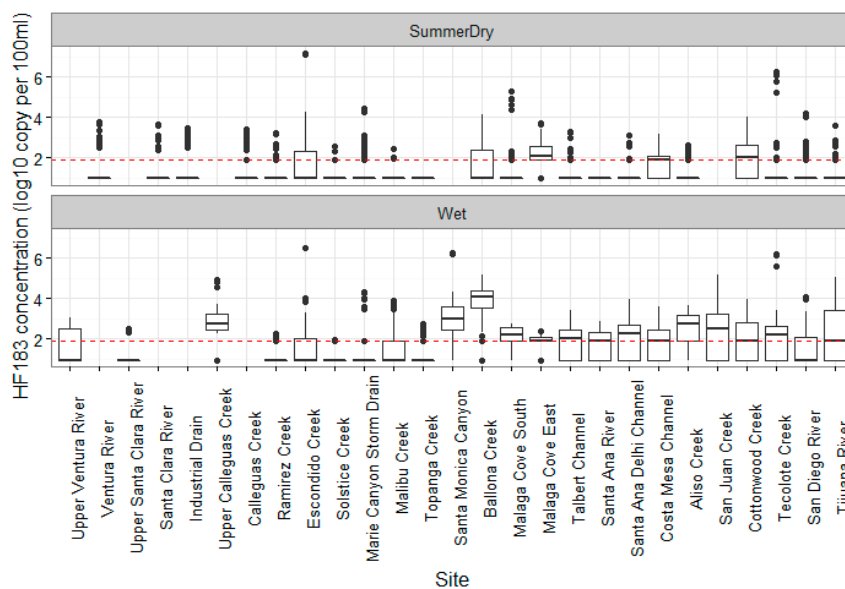 HF183 concentration (log10 copy per 100ml)
SummerDry
6
4
2
Wet
6
4
2
Upper Ventura River
Ventura River
Upper Santa Clara River
Santa Clara River
Industrial Drain
Upper Calleguas Creek
Calleguas Creek
Ramirez Creek
Escondido Creek
Solstice Creek
Marie Canyon Storm Drain
Malibu Creek
Topanga Creek
Santa Monica Canyon
Ballona Creek
Malaga Cove South
Malaga Cove East
Talbert Channel
Santa Ana River
Santa Ana Delhi Channel
Costa Mesa Channel
Aliso Creek
San Juan Creek
Cottonwood Creek
Tecolote Creek
San Diego River
Tijuana River
Site